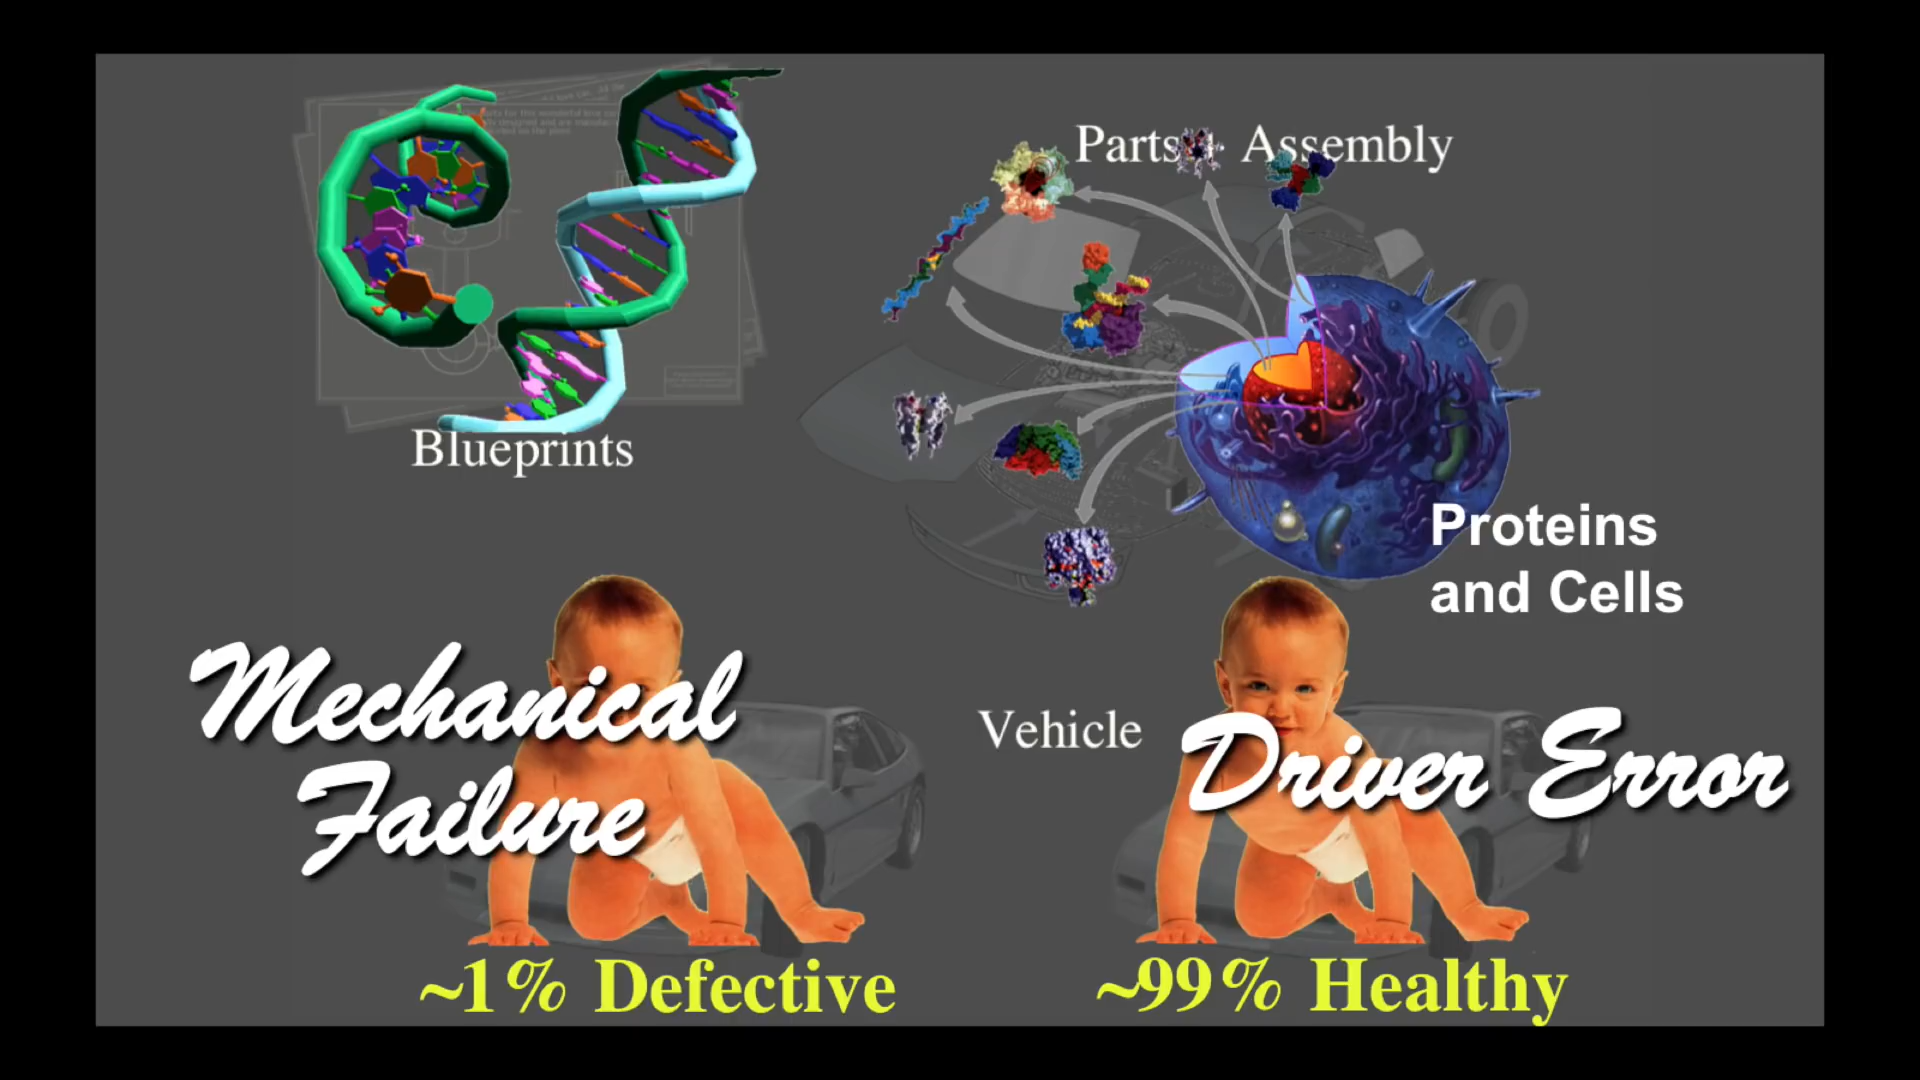 Parts Assembly
Blueprints
Proteins
and Cells
Mechanical
Failure
Vehicle
Driver Error
~1% Defective
~99% Healthy